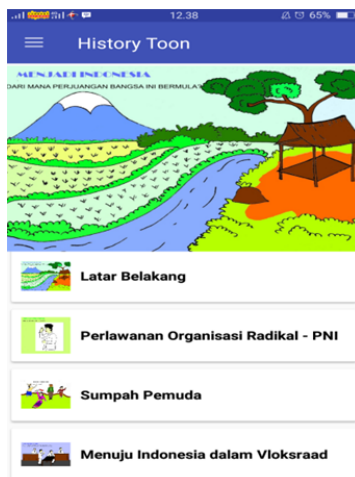 12.38
65%
History Toon
MENJADI INDONESIA
DARI MANA PERJUANGAN BANGSA INI BERMULA?
Latar Belakang
Perlawanan Organisasi Radikal - PNI
Sumpah Pemuda
Menuju Indonesia dalam Vloksraad